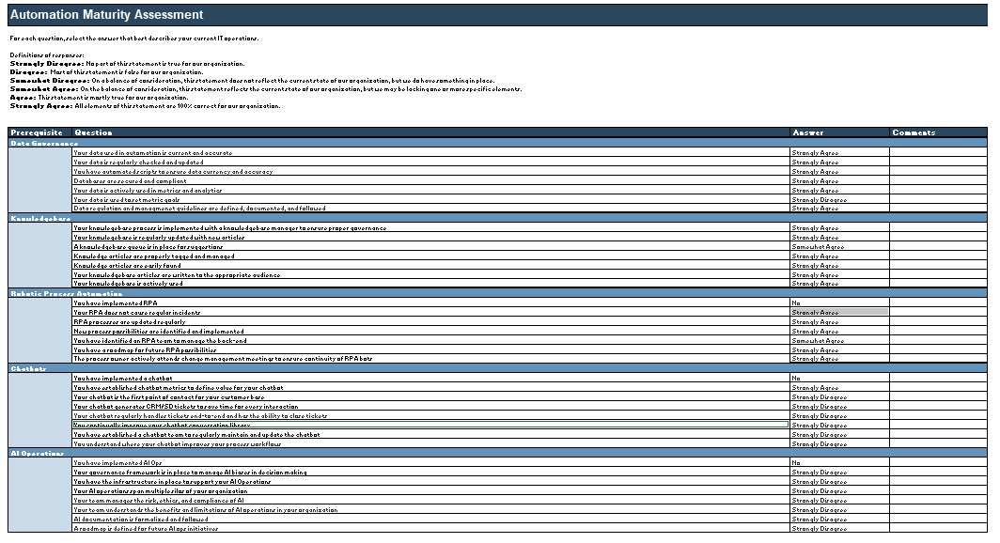 Automation Maturity Assessment
For each question, select the answer that best describes your current IT operations.
Definitions of responses:
Strongly Disagree: No part of this statement is true for our organization.
Disagree: Most of this statement is false for our organization.
Somewhat Disagree: On a balance of consideration, this statement does not reflect the current state of our organization, but we do have something in place.
Somewhat Agree: On the balance of consideration, this statement reflects the current state of our organization, but we may be lacking one or more specific elements.
Agree: This statement is mostly true for our organization.
Strongly Agree: All elements of this statement are 100% correct for our organization.
Prerequisite Question Answer Comments
Data Governance
Your data used in automation is current and accurate Strongly Agree
Your data is regularly checked and updated Strongly Agree
You have automated scripts to ensure data currency and accuracy Strongly Agree
Databases are secured and compliant Strongly Agree
Your data is actively used in metrics and analytics Strongly Agree
Your data is used to set metric goals Strongly Disagree
Data regulation and managmenet guidelines are defined, documented, and followed Strongly Agree
Knowledgebase
Your knowledgebase process is implemented with a knowledgebase manager to ensure proper governance Strongly Agree
Your knowledgebase is regularly updated with new articles Strongly Agree
A knowledgebase queue is in place for suggestions Somewhat Agree
Knowledge articles are properly tagged and managed Strongly Agree
Knowledge articles are easily found Strongly Agree
Your knowledgebase articles are written to the appropriate audience Strongly Agree
Your knowledgebase is actively used Strongly Agree
Robotic Process Automation
You have implemented RPA No
Your RPA does not cause regular incidents Strongly Agree
RPA processes are updated regularly Strongly Agree
New process possibilities are identified and implemented Strongly Agree
You have identified an RPA team to manage the back-end Somewhat Agree
You have a roadmap for future RPA possibilities Strongly Agree
The process owner actively attends change management meetings to ensure continuity of RPA bots Strongly Agree
Chatbots
You have implemented a chatbot No
You have established chatbot metrics to define value for your chatbot Strongly Agree
Your chatbot is the first point of contact for your customer base Strongly Disagree
Your chatbot generates CRM/SD tickets to save time for every interaction Strongly Disagree
Your chatbot regularly handles tickets end-to-end and has the ability to close tickets Strongly Disagree
You continually improve your chatbot conversation library Strongly Disagree
You have established a chatbot team to regularly maintain and update the chatbot Strongly Disagree
You understand where your chatbot improves your process workflows Strongly Disagree
AI Operations
You have implemented AI Ops No
Your governance framework is in place to manage AI biases in decision making Strongly Disagree
You have the infrastructure in place to support your AI Operations Strongly Disagree
Your AI operations span multiple silos of your organization Strongly Disagree
Your team manages the risk, ethics, and compliance of AI Strongly Disagree
Your team understands the benefits and limitations of AI operations in your organization Strongly Disagree
AI documentation is formalized and followed Strongly Disagree
A roadmap is defined for future AI ops initiatives Strongly Disagree